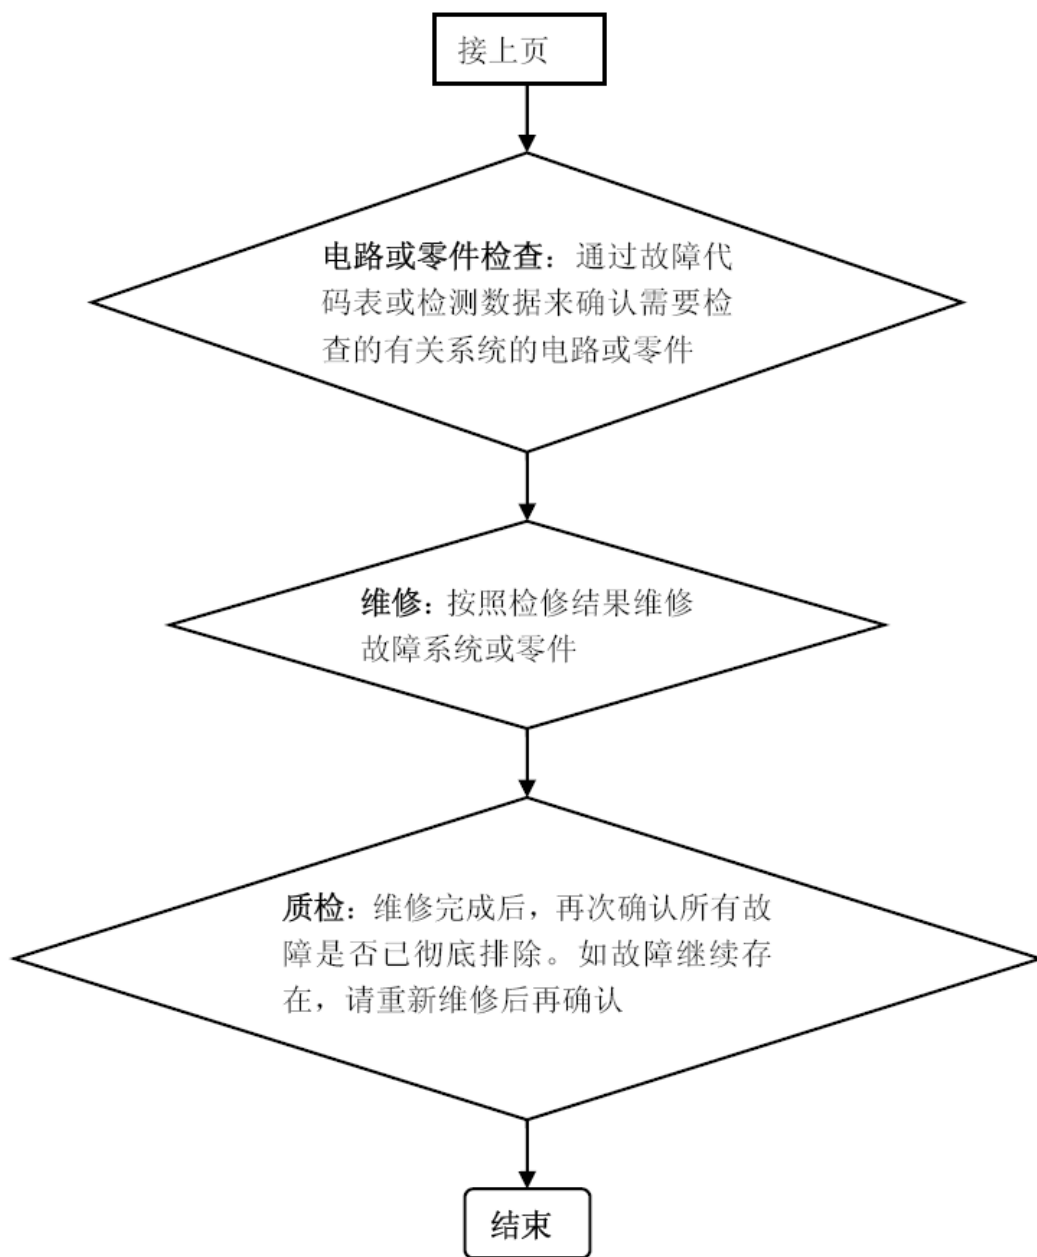 接上页
电路或零件检查：通过故障代
码表或检测数据来确认需要检
查的有关系统的电路或零件
维修：按照检修结果维修
故障系统或零件
质检：维修完成后，再次确认所有故
障是否已彻底排除。如故障继续存
在，请重新维修后再确认
结束